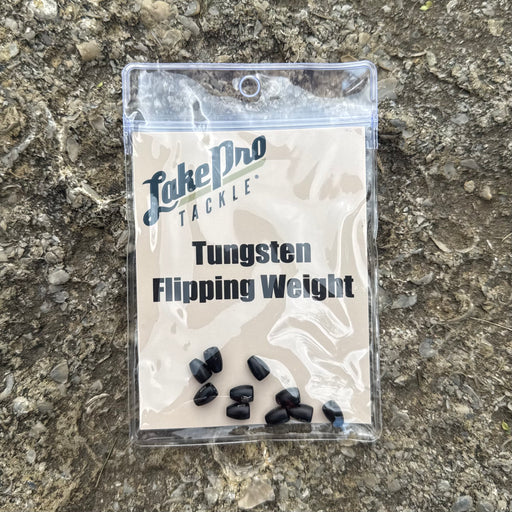 LakePro
TACKLE®
Tungsten
Flipping Weight